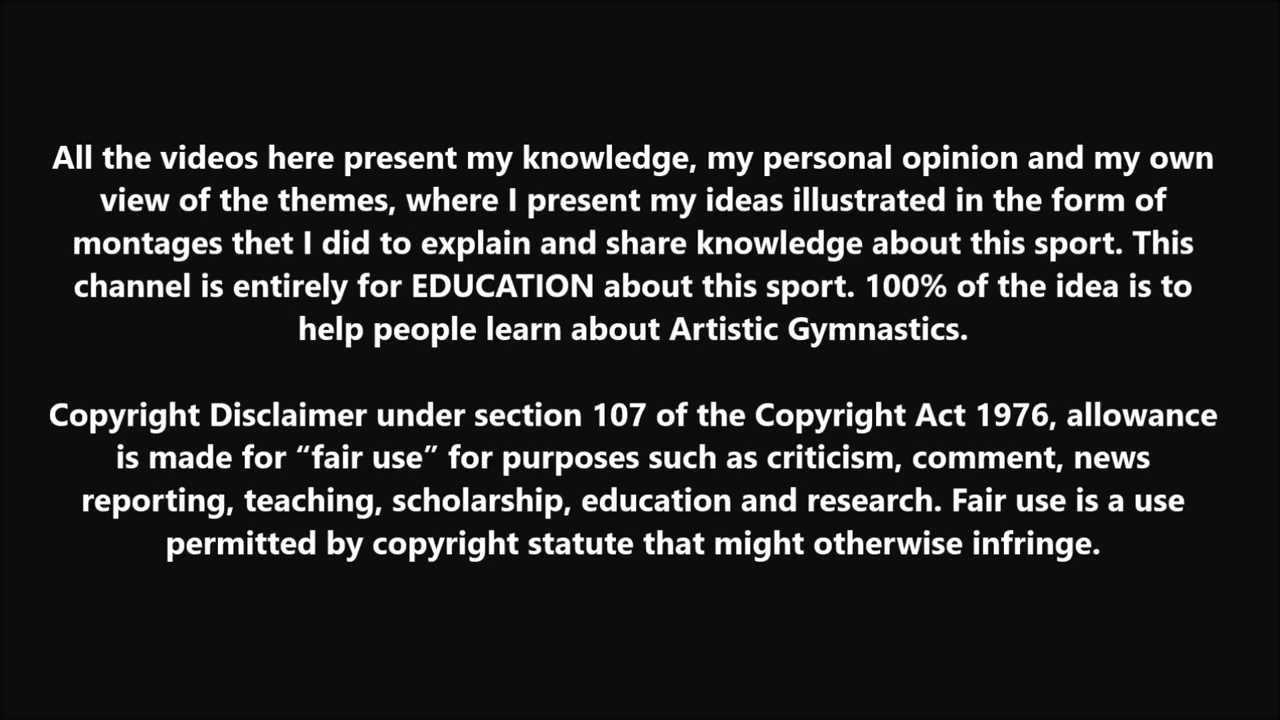 All the videos here present my knowledge, my personal opinion and my own
view of the themes, where I present my ideas illustrated in the form of
montages thet I did to explain and share knowledge about this sport. This
channel is entirely for EDUCATION about this sport. 100% of the idea is to
help people learn about Artistic Gymnastics.
Copyright Disclaimer under section 107 of the Copyright Act 1976, allowance
is made for “fair use” for purposes such as criticism, comment, news
reporting, teaching, scholarship, education and research. Fair use is a use
permitted by copyright statute that might otherwise infringe.